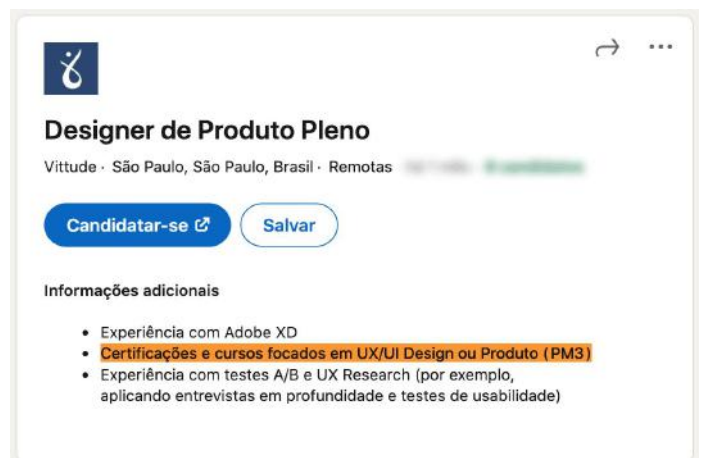 Designer de Produto Pleno
Vittude · São Paulo, São Paulo, Brasil · Remotas
Candidatar-se
Salvar
Informações adicionais
• Experiência com Adobe XD
• Certificações e cursos focados em UX/UI Design ou Produto (PM3)
• Experiência com testes A/B e UX Research (por exemplo,
aplicando entrevistas em profundidade e testes de usabilidade)